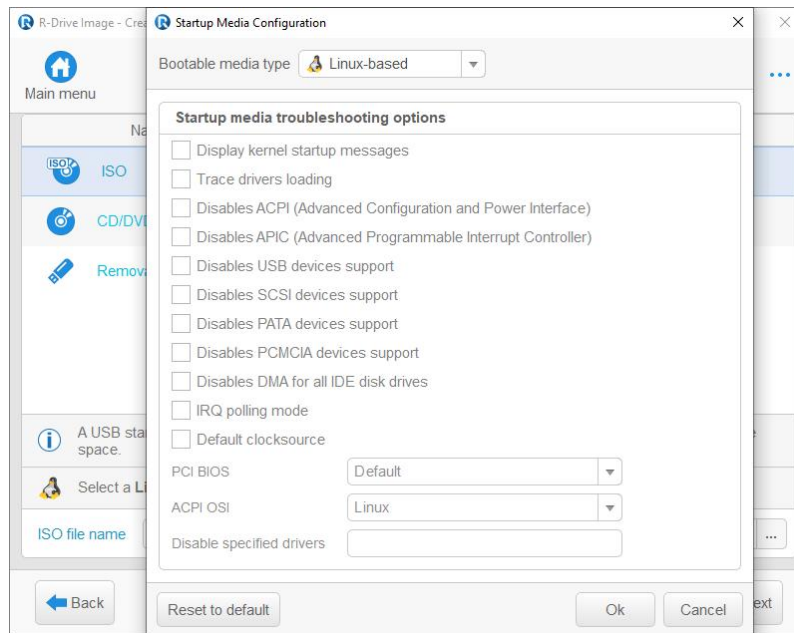 R-Drive Image - Crea
Startup Media Configuration
Main menu
Bootable media type
Linux-based
Startup media troubleshooting options
Display kernel startup messages
Trace drivers loading
Disables ACPI (Advanced Configuration and Power Interface)
Disables APIC (Advanced Programmable Interrupt Controller)
Disables USB devices support
Disables SCSI devices support
Disables PATA devices support
Disables PCMCIA devices support
Disables DMA for all IDE disk drives
IRQ polling mode
Default clocksource
PCI BIOS
Default
ACPI OSI
Linux
Disable specified drivers
Reset to default
Ok
Cancel
Na
ISO
ISO
CD/DVD
Remova
A USB sta
space.
Select a Li
ISO file name
...
Back
ext